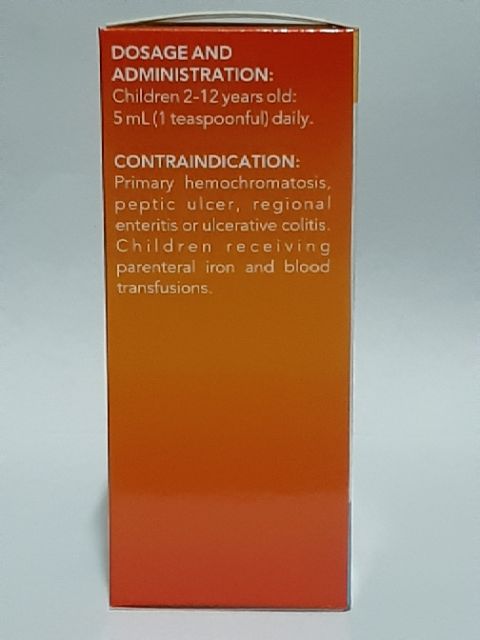 DOSAGE AND
ADMINISTRATION:
Children 2-12 years old:
5 mL (1 teaspoonful) daily.
CONTRAINDICATION:
Primary hemochromatosis,
peptic ulcer, regional
enteritis or ulcerative colitis.
Children receiving
parenteral iron and blood
transfusions.